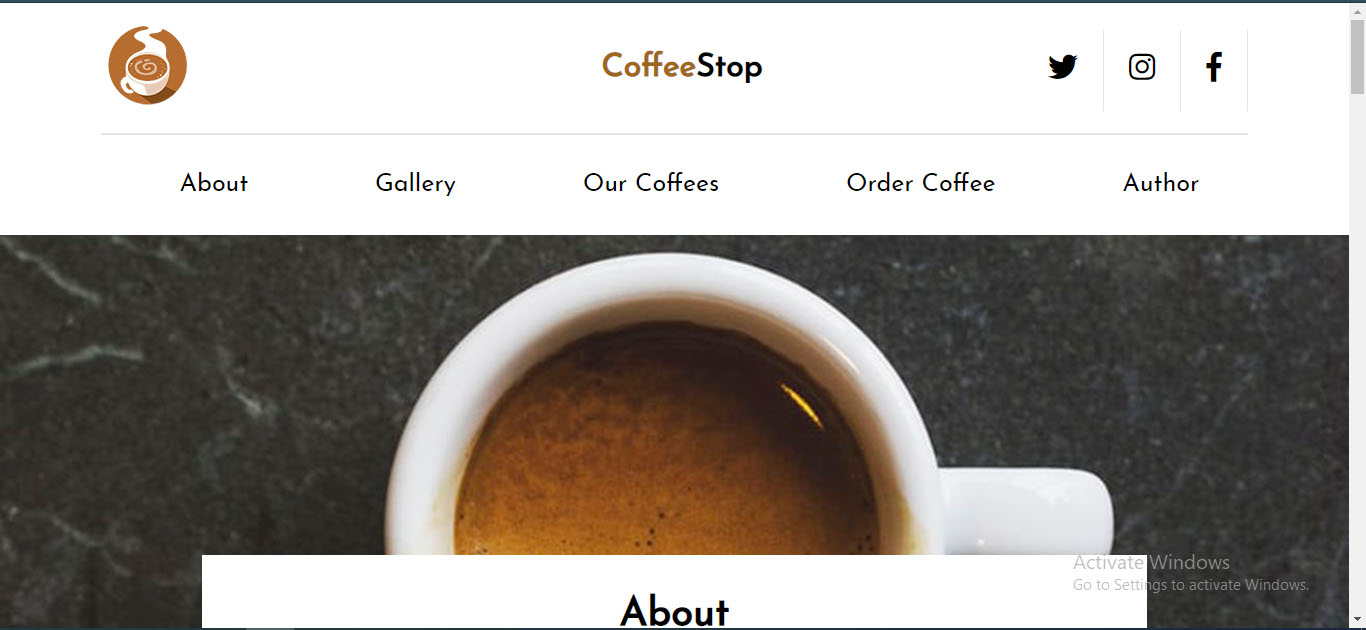 CoffeeStop
About
Gallery
Our Coffees
Order Coffee
Author
About
Activate Windows
Go to Settings to activate Windows.